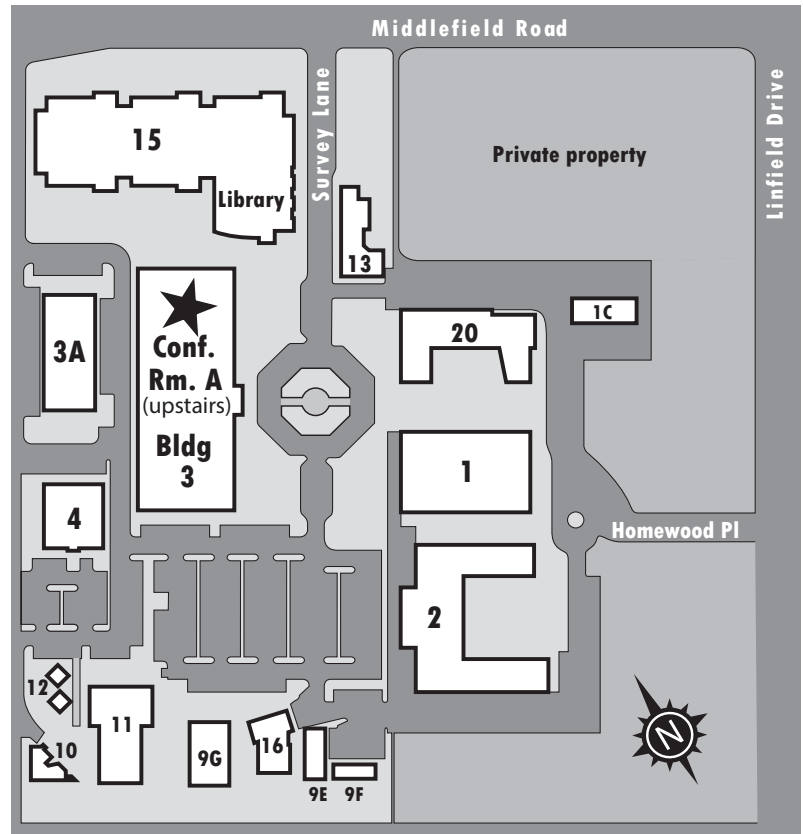 Middlefield Road
Survey Lane
Linfield Drive
15
Library
Private property
13
1C
3A
20
Conf.
Rm. A
(upstairs)
Bldg
3
1
4
Homewood Pl
2
12
11
10
9G
16
9E
9F
N